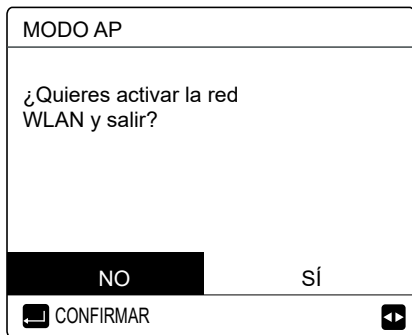 MODO AP
¿Quieres activar la red
WLAN y salir?
NO SÍ
CONFIRMAR